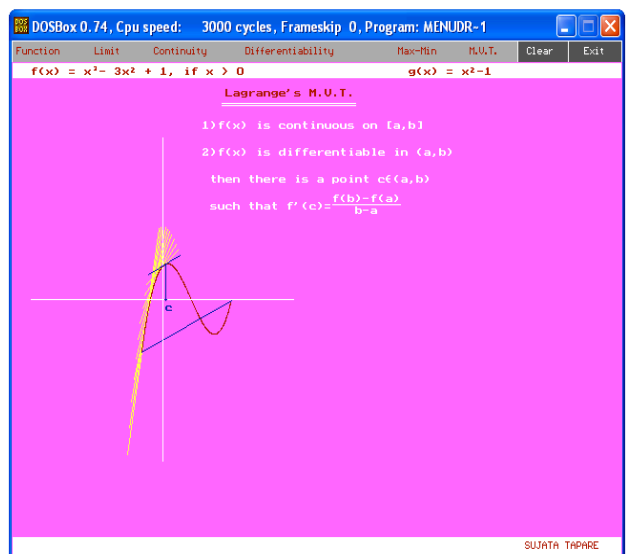 DOS BOX DOSBox 0.74, Cpu speed: 3000 cycles, Frameskip 0, Program: MENUDR-1
Function Limit Continuity Differentiability Max-Min M.V.T. Clear Exit
f(x) = x³- 3x² + 1, if x > 0 g(x) = x²-1
Lagrange's M.V.T.
1)f(x) is continuous on [a,b]
2)f(x) is differentiable in (a,b)
then there is a point c€(a,b)
such that f'(c)=f(b)-f(a)
b-a
c
SUJATA TAPARE